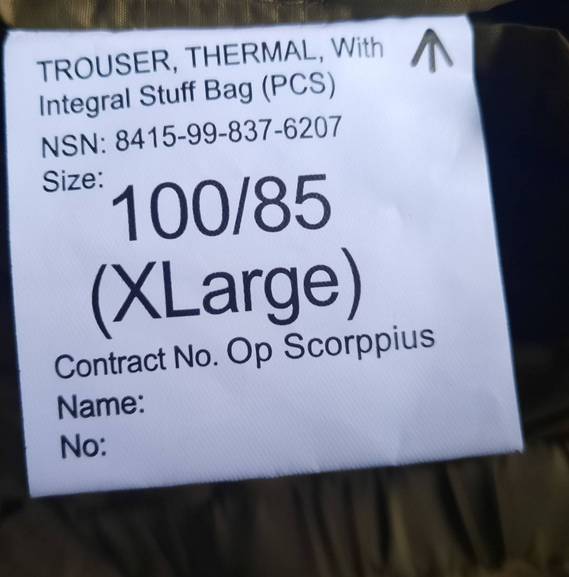 TROUSER, THERMAL, With
Integral Stuff Bag (PCS)
NSN: 8415-99-837-6207
Size:
100/85
(XLarge)
Contract No. Op Scorppius
Name:
No: